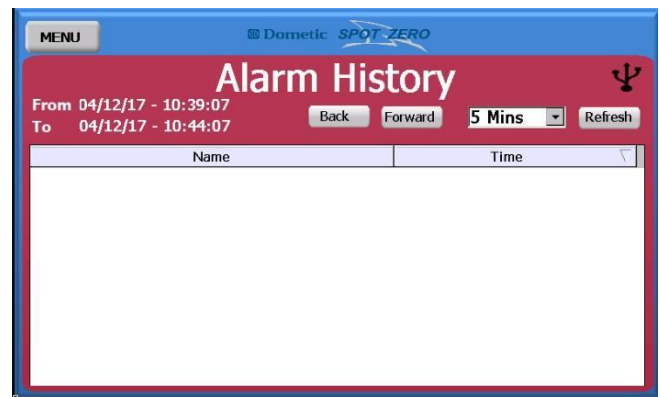 MENU
Dometic SPOT ZERO
Alarm History
From 04/12/17 - 10:39:07
To 04/12/17 - 10:44:07
Back Forward 5 Mins Refresh
Name Time